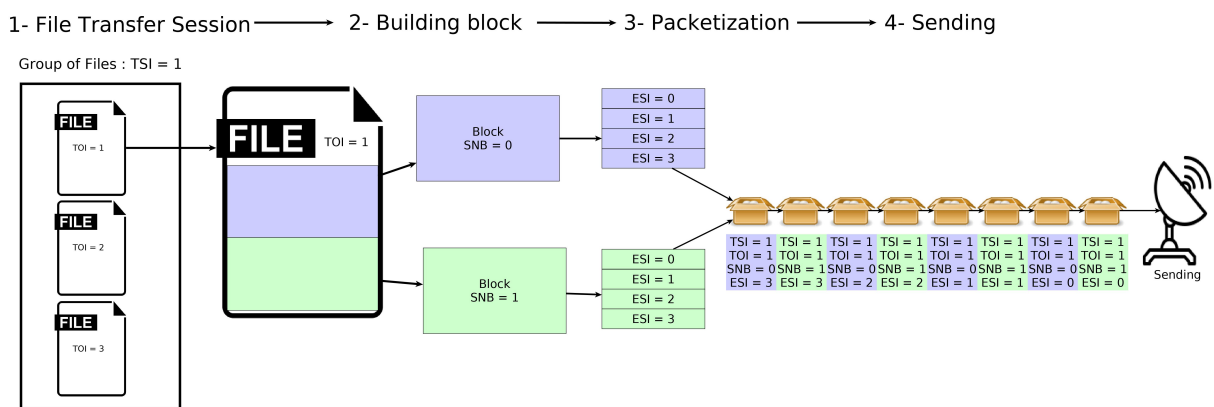 1- File Transfer Session
2- Building block
3- Packetization
4- Sending
Group of Files : TSI = 1
FILE
TOI = 1
FILE
TOI = 2
FILE
TOI = 3
FILE
TOI = 1
Block
SNB = 0
Block
SNB = 1
ESI = 0
ESI = 1
ESI = 2
ESI = 3
ESI = 0
ESI = 1
ESI = 2
ESI = 3
TSI = 1 TSI = 1 TSI = 1 TSI = 1 TSI = 1 TSI = 1 TSI = 1 TSI = 1
TOI = 1 TOI = 1 TOI = 1 TOI = 1 TOI = 1 TOI = 1 TOI = 1 TOI = 1
SNB = 0 SNB = 1 SNB = 0 SNB = 1 SNB = 0 SNB = 1 SNB = 0 SNB = 1
ESI = 3 ESI = 3 ESI = 2 ESI = 2 ESI = 1 ESI = 1 ESI = 0 ESI = 0
Sending